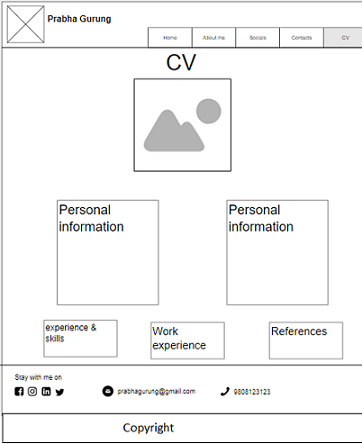 Prabha Gurung
Home
About me
Socials
Contacts
CV
CV
Personal
information
Personal
information
experience &
skills
Work
experience
References
Stay with me on
prabhagurung@gmail.com
9808123123
Copyright